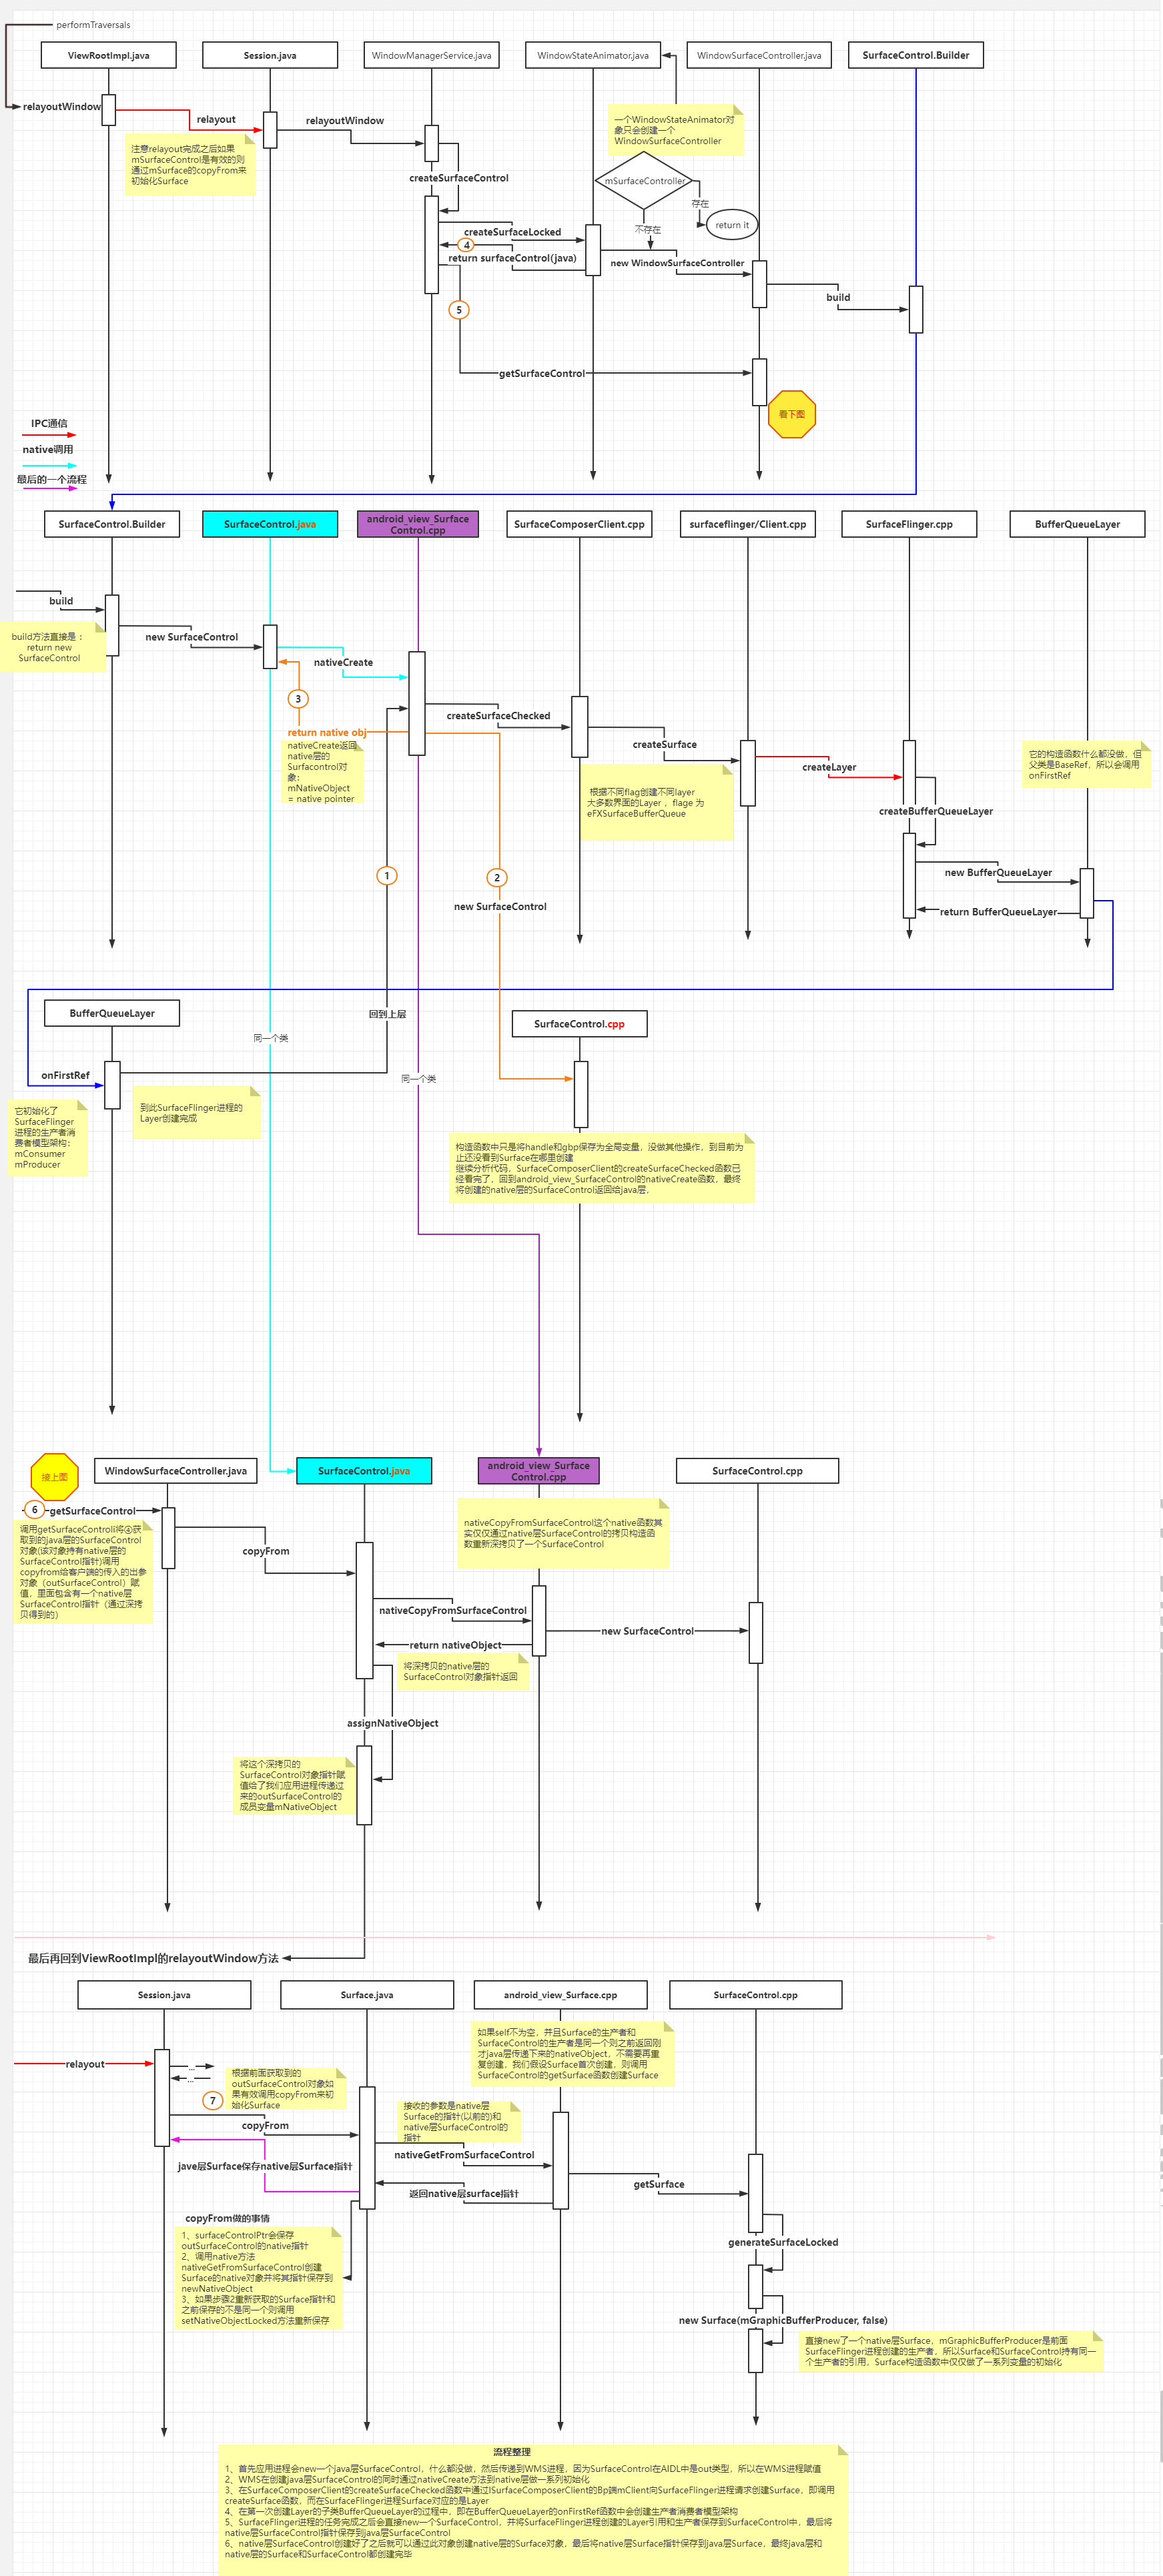 performTraversals
ViewRootImpl.java
Session.java
WindowManagerService.java
WindowStateAnimator.java
WindowSurfaceController.java
SurfaceControl.Builder
relayoutWindow
relayout
relayoutWindow
注意relayout完成之后如果
mSurfaceControl是有效的则
通过mSurface的copyFrom来
初始化Surface
一个WindowStateAnimator对
象只会创建一个
WindowSurfaceController
createSurfaceControl
mSurfaceController
存在
return it
不存在
createSurfaceLocked
4
return surfaceControl(java)
new WindowSurfaceController
build
5
getSurfaceControl
看下图
IPC通信
native调用
最后的一个流程
SurfaceControl.Builder
SurfaceControl.java
android_view_Surface
Control.cpp
SurfaceComposerClient.cpp
surfaceflinger/Client.cpp
SurfaceFlinger.cpp
BufferQueueLayer
build
build方法直接是：
return new
SurfaceControl
new SurfaceControl
nativeCreate
3
return native obj
nativeCreate返回
native层的
Surfacontrol对
象：
mNativeObject
= native pointer
createSurfaceChecked
createSurface
根据不同flag创建不同layer
大多数界面的Layer ，flage 为
eFXSurfaceBufferQueue
createLayer
createBufferQueueLayer
它的构造函数什么都没做，但
父类是BaseRef，所以会调用
onFirstRef
new BufferQueueLayer
return BufferQueueLayer
1
2
new SurfaceControl
BufferQueueLayer
回到上层
SurfaceControl.cpp
同一个类
同一个类
onFirstRef
它初始化了
SurfaceFlinger
进程的生产者消
费者模型架构：
mConsumer
mProducer
到此SurfaceFlinger进程的
Layer创建完成
构造函数中只是将handle和gbp保存为全局变量，没做其他操作，到目前为
止还没看到Surface在哪里创建
继续分析代码，SurfaceComposerClient的createSurfaceChecked函数已
经看完了，回到android_view_SurfaceControl的nativeCreate函数，最终
将创建的native层的SurfaceControl返回给Java层，
接上图
WindowSurfaceController.java
SurfaceControl.java
android_view_Surface
Control.cpp
SurfaceControl.cpp
6
getSurfaceControl
调用getSurfaceControll将④获
取到的java层的SurfaceControl
对象(该对象持有native层的
SurfaceControl指针)调用
copyfrom给客户端的传入的出参
对象（outSurfaceControl）赋
值，里面包含有一个native层
SurfaceControl指针（通过深拷
贝得到的）
copyFrom
nativeCopyFromSurfaceControl这个native函数其
实仅仅通过native层SurfaceControl的拷贝构造函
数重新深拷贝了一个SurfaceControl
nativeCopyFromSurfaceControl
new SurfaceControl
return nativeObject
将深拷贝的native层的
SurfaceControl对象指针返回
assignNativeObject
将这个深拷贝的
SurfaceControl对象指针赋
值给了我们应用进程传递过
来的outSurfaceControl的
成员变量mNativeObject
最后再回到ViewRootImpl的relayoutWindow方法
Session.java
Surface.java
android_view_Surface.cpp
SurfaceControl.cpp
如果self不为空，并且Surface的生产者和
SurfaceControl的生产者是同一个则之前返回刚
才java层传递下来的nativeObject，不需要再重
复创建，我们假设Surface首次创建，则调用
SurfaceControl的getSurface函数创建Surface
relayout
...
...
根据前面获取到的
outSurfaceControl对象如
果有效调用copyFrom来初
始化Surface
7
copyFrom
接收的参数是native层
Surface的指针(以前的)和
native层SurfaceControl的
指针
nativeGetFromSurfaceControl
jave层Surface保存native层Surface指针
getSurface
返回native层surface指针
copyFrom做的事情
1、surfaceControlPtr会保存
outSurfaceControl的native指针
2、调用native方法
nativeGetFromSurfaceControl创建
Surface的native对象并将其指针保存到
newNativeObject
3、如果步骤2重新获取的Surface指针和
之前保存的不是同一个则调用
setNativeObjectLocked方法重新保存
generateSurfaceLocked
new Surface(mGraphicBufferProducer, false)
直接new了一个native层Surface，mGraphicBufferProducer是前面
SurfaceFlinger进程创建的生产者，所以Surface和SurfaceControl持有同一
个生产者的引用，Surface构造函数中仅仅做了一系列变量的初始化
流程整理
1、首先应用进程会new一个java层SurfaceControl，什么都没做，然后传递到WMS进程，因为SurfaceControl在AIDL中是out类型，所以在WMS进程赋值
2、WMS在创建java层SurfaceControl的同时通过nativeCreate方法到native层做一系列初始化
3、在SurfaceComposerClient的createSurfaceChecked函数中通过ISurfaceComposerClient的Bp端mClient向SurfaceFlinger进程请求创建Surface，即调用
createSurface函数，而在SurfaceFlinger进程Surface对应的是Layer
4、在第一次创建Layer的子类BufferQueueLayer的过程中，即在BufferQueueLayer的onFirstRef函数中会创建生产者消费者模型架构
5、SurfaceFlinger进程的任务完成之后会直接new一个SurfaceControl，并将SurfaceFlinger进程创建的Layer引用和生产者保存到SurfaceControl中，最后将
native层SurfaceControl指针保存到java层SurfaceControl
6、native层SurfaceControl创建好了之后就可以通过此对象创建native层的Surface对象，最后将native层Surface指针保存到java层Surface，最终java层和
native层的Surface和SurfaceControl都创建完毕